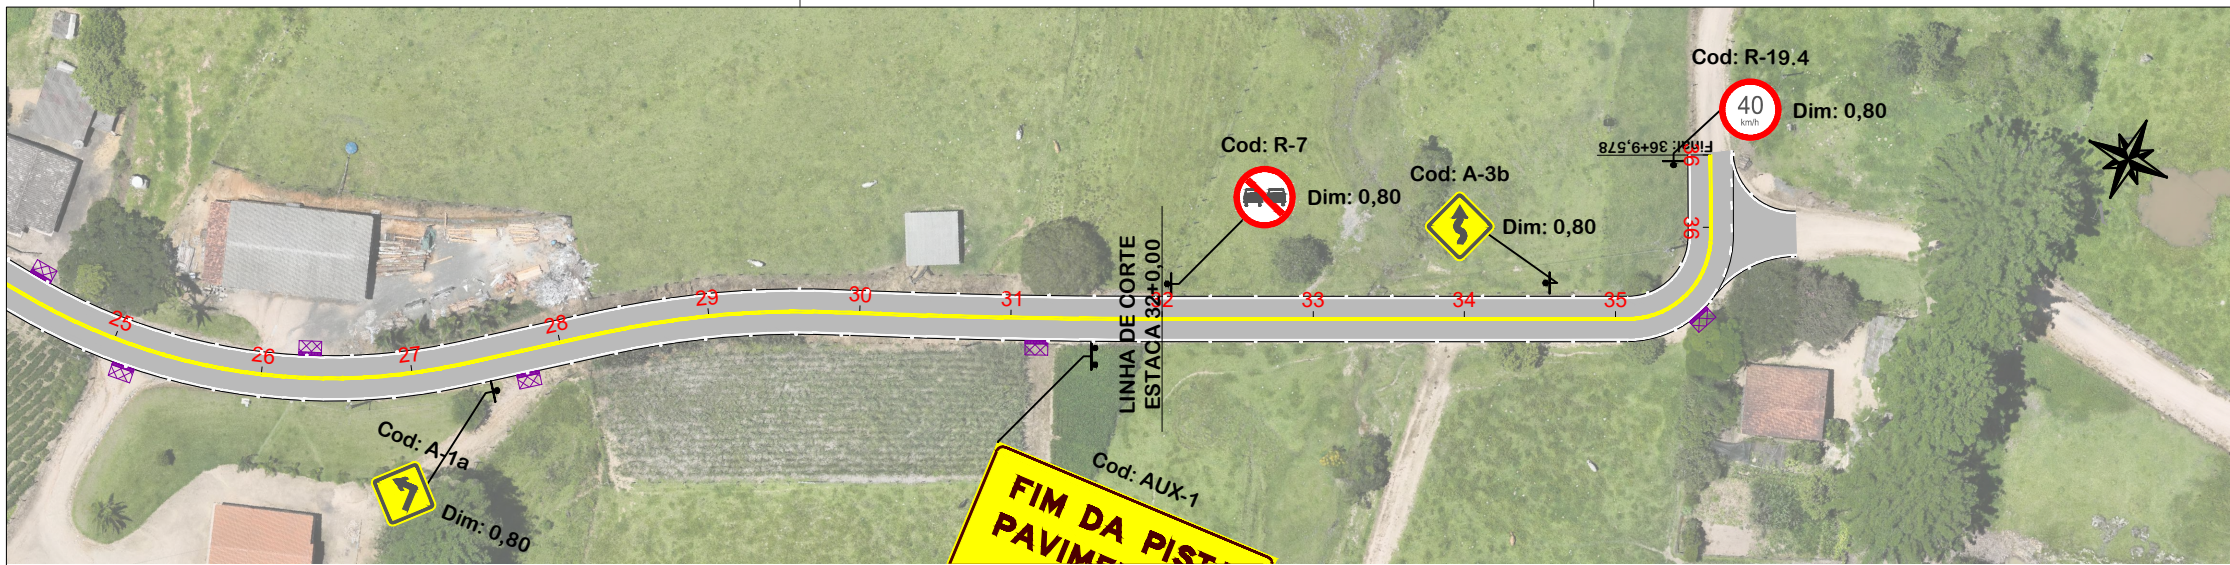 Cod: R-19.4
40
km/h
Dim: 0,80
Final: 36+9,578
36
36
Cod: R-7
Dim: 0,80
Cod: A-3b
Dim: 0,80
LINHA DE CORTE
ESTACA 32+0,00
25
26
27
28
29
30
31
32
33
34
35
Cod: A-1a
Dim: 0,80
Cod: AUX-1
FIM DA PIST